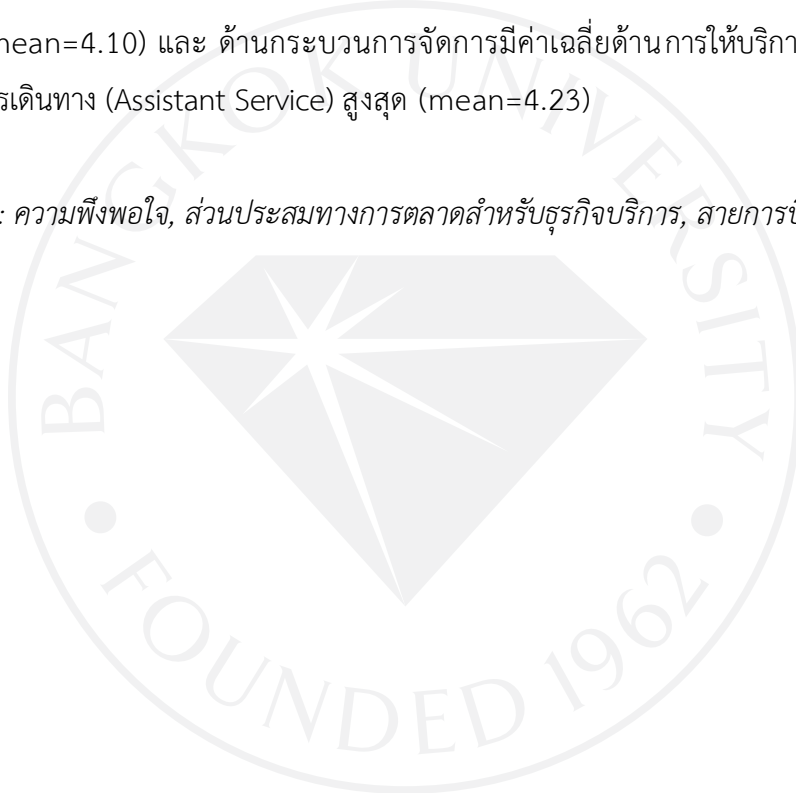 mean=4.10) และ ด้านกระบวนการจัดการมีค่าเฉลี่ยด้านการให้บริกา
รเดินทาง (Assistant Service) สูงสุด (mean=4.23)
: ความพึงพอใจ, ส่วนประสมทางการตลาดสำหรับธุรกิจบริการ, สายการบ
BANGKOK UNIVERSITY
• FOUNDED 1962 •